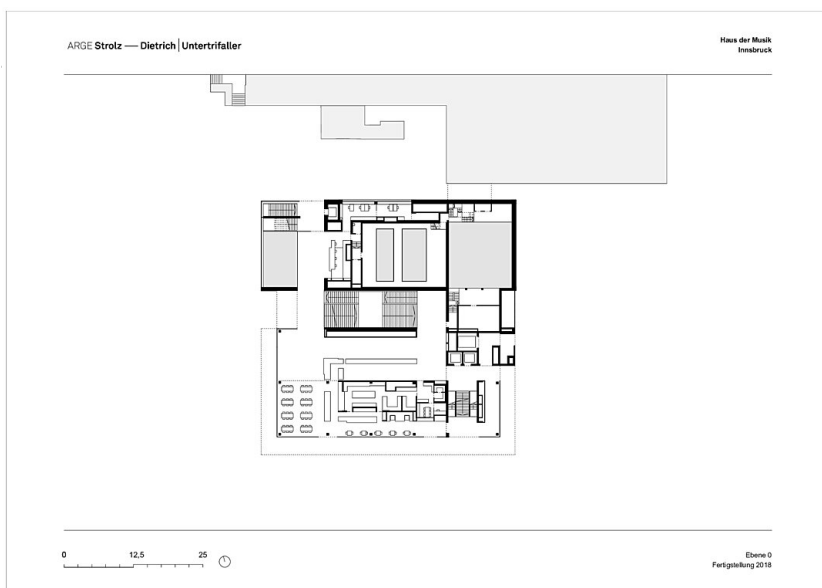 ARGE Strolz — Dietrich | Untertrifaller
Haus der Musik
Innsbruck
0 12,5 25
Ebene 0
Fertigstellung 2018